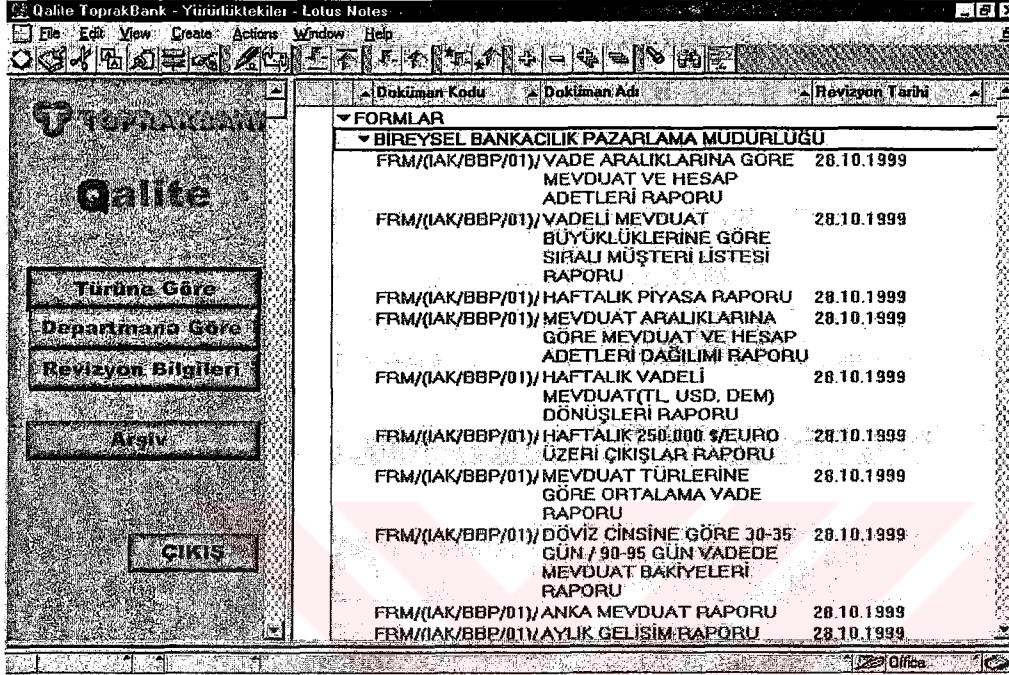 Qalite ToprakBank - Yürürlüktekiler - Lotus Notes
File Edit View Create Actions Window Help
Doküman Kodu Doküman Adı Revizyon Tarihi
TOPRAKBANK
Qalite
Türüne Göre
Departmana Göre
Revizyon Bilgileri
Arşiv
ÇIKIŞ
FORMLAR
BİREYSEL BANKACILIK PAZARLAMA MÜDÜRLÜĞÜ
FRM/(IAK/BBP/01)/ VADE ARALIKLARINA GÖRE 28.10.1999
MEVDUAT VE HESAP
ADETLERİ RAPORU
FRM/(IAK/BBP/01)/ VADELİ MEVDUAT 28.10.1999
BÜYÜKLÜKLERİNE GÖRE
SIRALI MÜŞTERİ LİSTESİ
RAPORU
FRM/(IAK/BBP/01)/ HAFTALIK PİYASA RAPORU 28.10.1999
FRM/(IAK/BBP/01)/ MEVDUAT ARALIKLARINA 28.10.1999
GÖRE MEVDUAT VE HESAP
ADETLERİ DAĞILIMI RAPORU
FRM/(IAK/BBP/01)/ HAFTALIK VADELİ 28.10.1999
MEVDUAT(TL, USD, DEM)
DÖNÜŞLERİ RAPORU
FRM/(IAK/BBP/01)/ HAFTALIK 250.000 $/EURO 28.10.1999
ÜZERİ ÇIKIŞLAR RAPORU
FRM/(IAK/BBP/01)/ MEVDUAT TÜRLERİNE 28.10.1999
GÖRE ORTALAMA VADE
RAPORU
FRM/(IAK/BBP/01)/ DÖVİZ CİNSİNE GÖRE 30-35 28.10.1999
GÜN / 90-95 GÜN VADEDE
MEVDUAT BAKİYELERİ
RAPORU
FRM/(IAK/BBP/01)/ ANKA MEVDUAT RAPORU 28.10.1999
FRM/(IAK/BBP/01)/ AYLIK GELİŞİM RAPORU 28.10.1999
Office